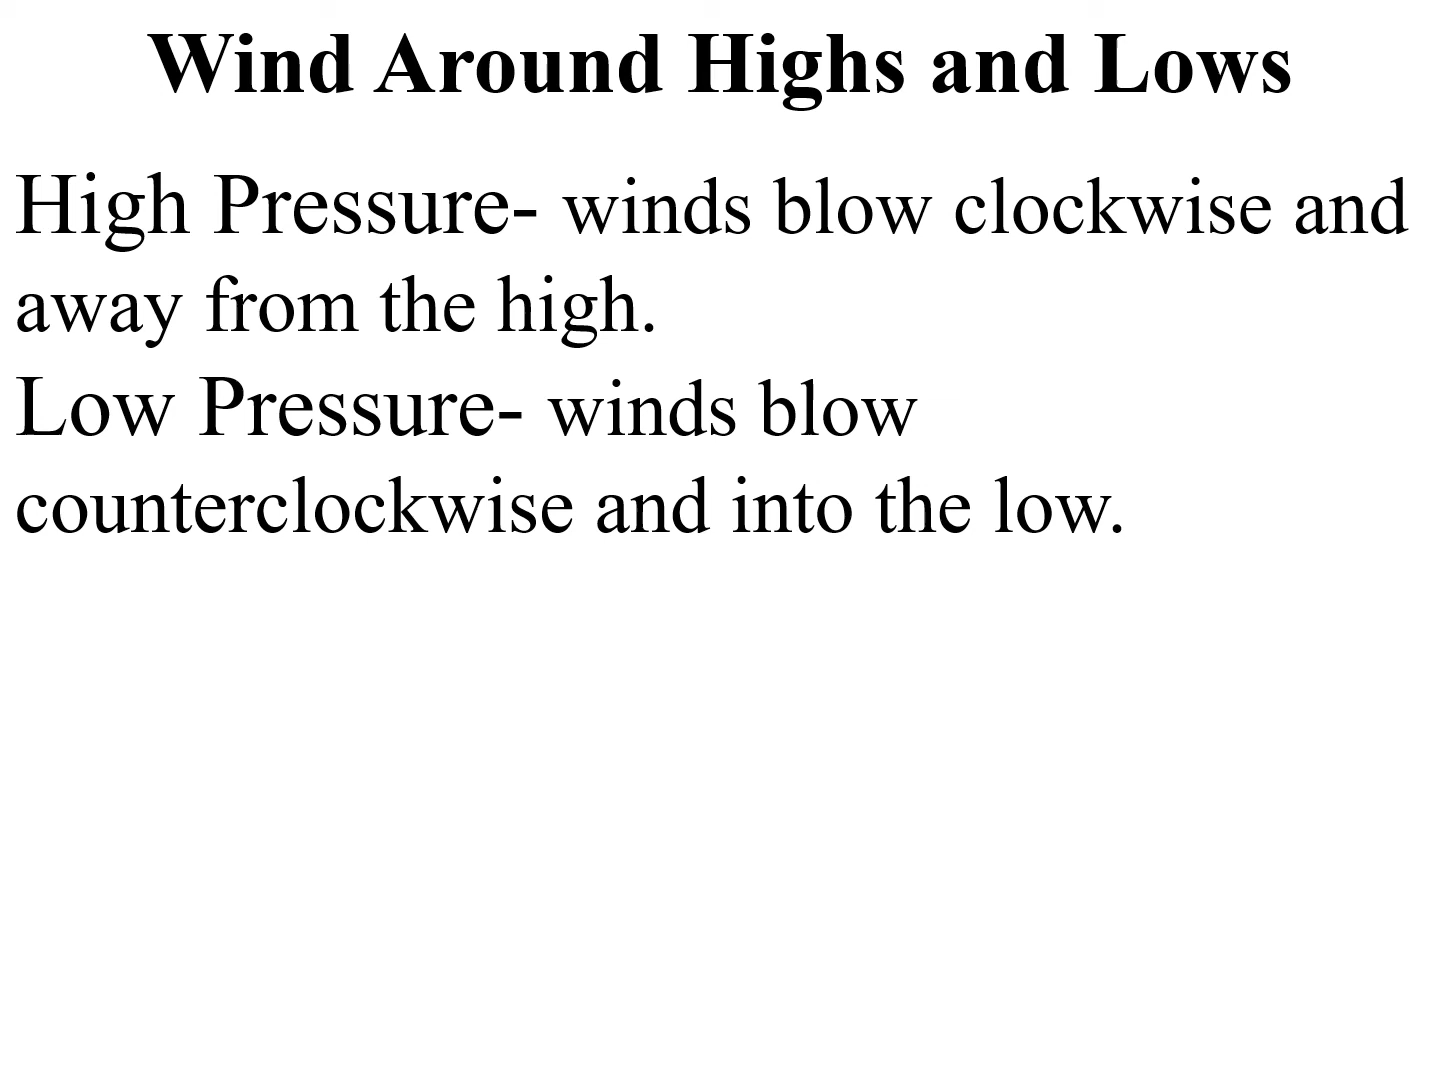 Wind Around Highs and Lows
High Pressure- winds blow clockwise and
away from the high.
Low Pressure- winds blow
counterclockwise and into the low.